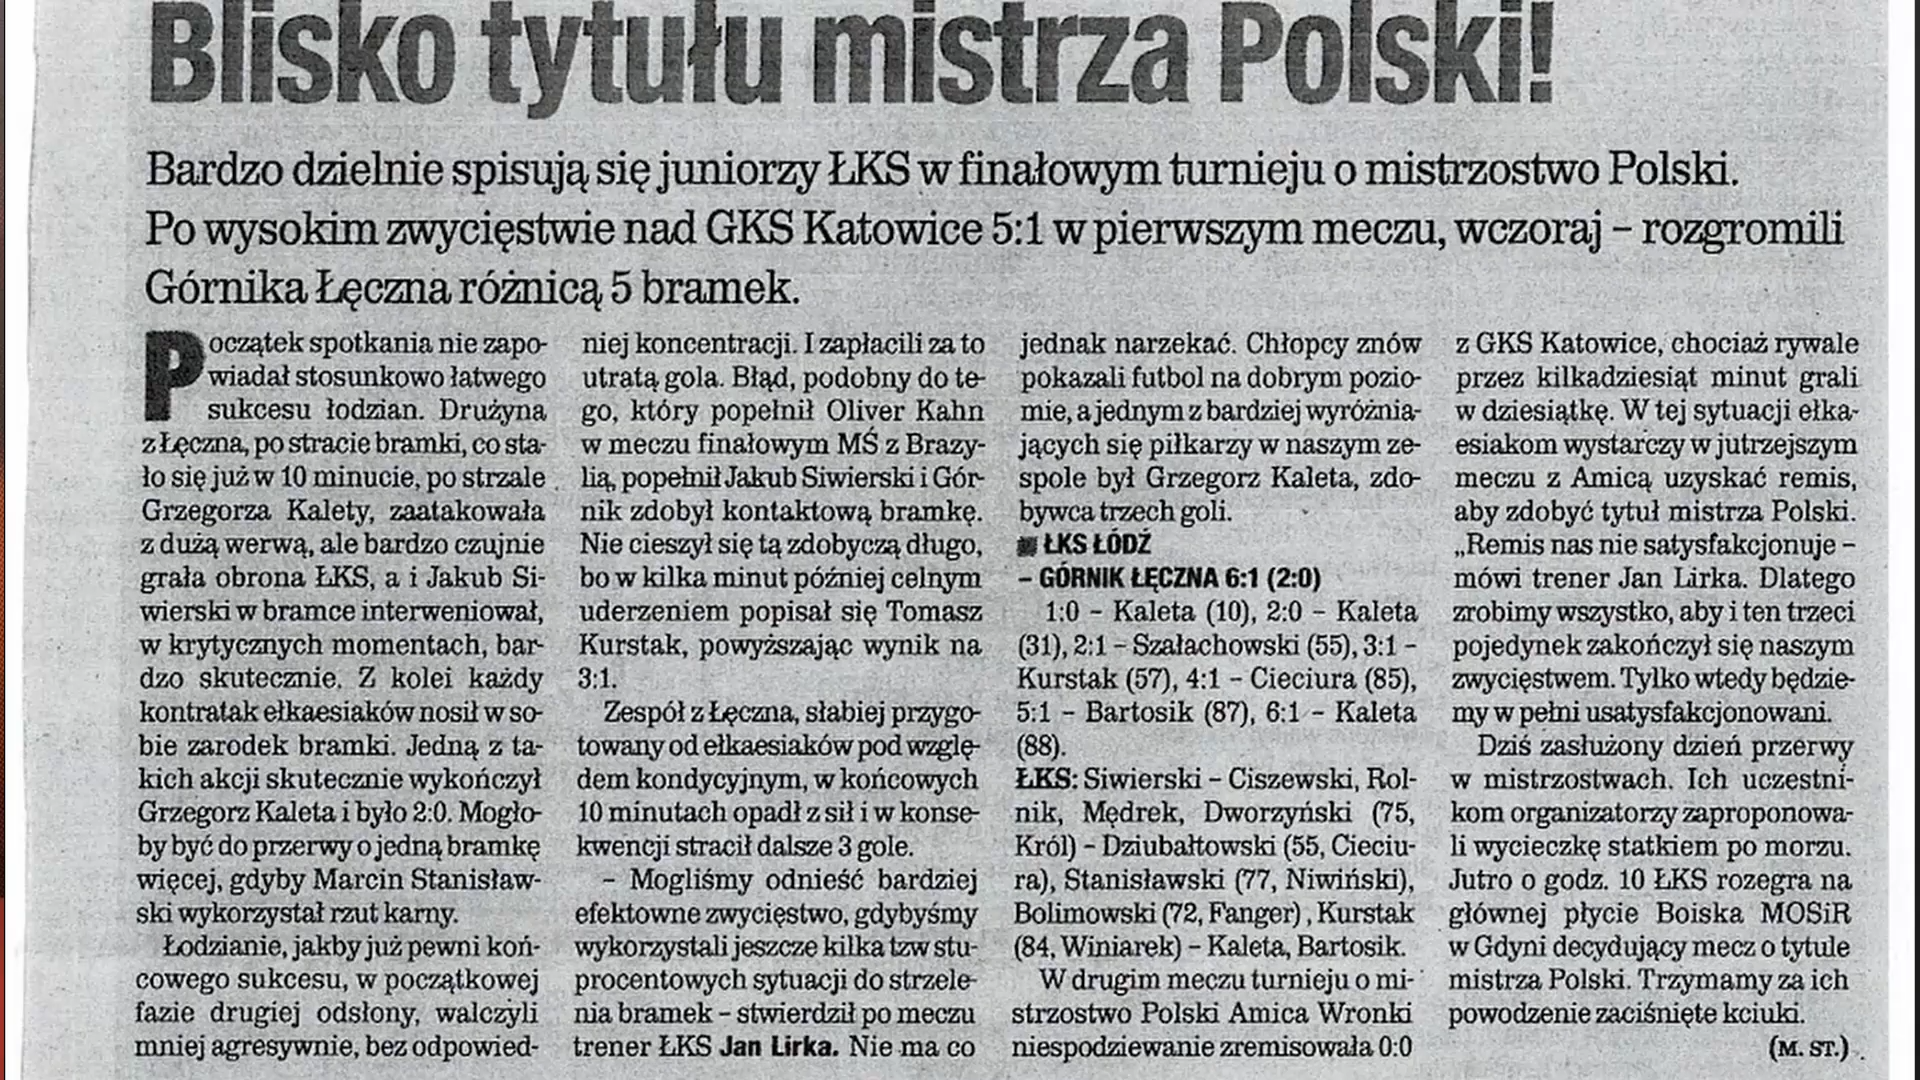 Blisko tytułu mistrza Polski!
Bardzo dzielnie spisują się juniorzy ŁKS w finałowym turnieju o mistrzostwo Polski.
Po wysokim zwycięstwie nad GKS Katowice 5:1 w pierwszym meczu, wczoraj – rozgromili
Górnika Łęczna różnicą 5 bramek.
Początek spotkania nie zapo-
wiadał stosunkowo łatwego
sukcesu łodzian. Drużyna
z Łęczna, po stracie bramki, co sta-
ło się już w 10 minucie, po strzale
Grzegorza Kalety, zaatakowała
z dużą werwą, ale bardzo czujnie
grała obrona ŁKS, a i Jakub Si-
wierski w bramce interweniował,
w krytycznych momentach, bar-
dzo skutecznie. Z kolei każdy
kontratak ełkaesiaków nosił w so-
bie zarodek bramki. Jedną z ta-
kich akcji skutecznie wykończył
Grzegorz Kaleta i było 2:0. Mogło-
by być do przerwy o jedną bramkę
więcej, gdyby Marcin Stanisław-
ski wykorzystał rzut karny.
Łodzianie, jakby już pewni koń-
cowego sukcesu, w początkowej
fazie drugiej odsłony, walczyli
mniej agresywnie, bez odpowied-
niej koncentracji. I zapłacili za to
utratą gola. Błąd, podobny do te-
go, który popełnił Oliver Kahn
w meczu finałowym MŚ z Brazy-
lią, popełnił Jakub Siwierski i Gór-
nik zdobył kontaktową bramkę.
Nie cieszył się tą zdobyczą długo,
bo w kilka minut później celnym
uderzeniem popisał się Tomasz
Kurstak, powyższając wynik na
3:1.
Zespół z Łęczna, słabiej przygo-
towany od ełkaesiaków pod wzglę-
dem kondycyjnym, w końcowych
10 minutach opadł z sił i w konse-
kwencji stracił dalsze 3 gole.
– Mogliśmy odnieść bardziej
efektowne zwycięstwo, gdybyśmy
wykorzystali jeszcze kilka tzw stu-
procentowych sytuacji do strzele-
nia bramek – stwierdził po meczu
trener ŁKS Jan Lirka. Nie ma co
jednak narzekać. Chłopcy znów
pokazali futbol na dobrym pozio-
mie, a jednym z bardziej wyróżnia-
jących się piłkarzy w naszym ze-
spole był Grzegorz Kaleta, zdo-
bywca trzech goli.
■ ŁKS ŁÓDŹ
– GÓRNIK ŁĘCZNA 6:1 (2:0)
1:0 – Kaleta (10), 2:0 – Kaleta
(31), 2:1 – Szałachowski (55), 3:1 –
Kurstak (57), 4:1 – Cieciura (85),
5:1 – Bartosik (87), 6:1 – Kaleta
(88).
ŁKS: Siwierski – Ciszewski, Rol-
nik, Mędrek, Dworzyński (75,
Król) – Dziubałtowski (55, Cieciu-
ra), Stanisławski (77, Niwiński),
Bolimowski (72, Fanger) , Kurstak
(84, Winiarek) – Kaleta, Bartosik.
W drugim meczu turnieju o mi-
strzostwo Polski Amica Wronki
niespodziewanie zremisowała 0:0
z GKS Katowice, chociaż rywale
przez kilkadziesiąt minut grali
w dziesiątkę. W tej sytuacji ełka-
esiakom wystarczy w jutrzejszym
meczu z Amicą uzyskać remis,
aby zdobyć tytuł mistrza Polski.
„Remis nas nie satysfakcjonuje –
mówi trener Jan Lirka. Dlatego
zrobimy wszystko, aby i ten trzeci
pojedynek zakończył się naszym
zwycięstwem. Tylko wtedy będzie-
my w pełni usatysfakcjonowani.
Dziś zasłużony dzień przerwy
w mistrzostwach. Ich uczestni-
kom organizatorzy zaproponowa-
li wycieczkę statkiem po morzu.
Jutro o godz. 10 ŁKS rozegra na
głównej płycie Boiska MOSiR
w Gdyni decydujący mecz o tytule
mistrza Polski. Trzymamy za ich
powodzenie zaciśnięte kciuki.
(M. ST.)